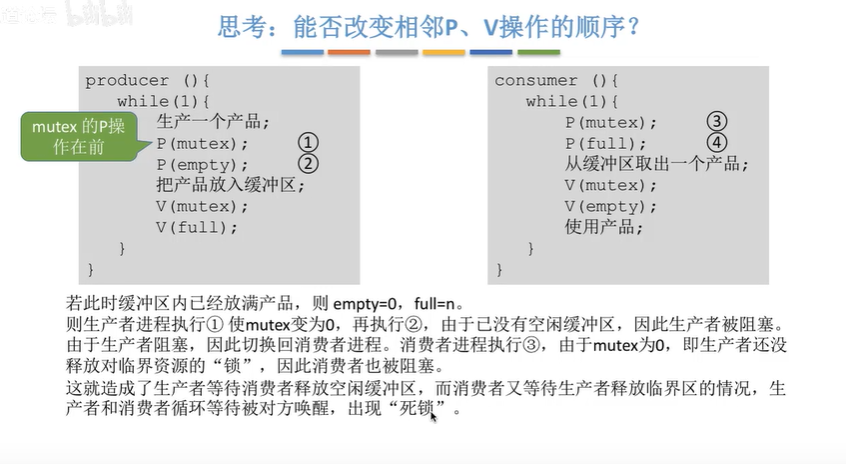 bilibili
思考：能否改变相邻P、V操作的顺序？
producer (){
while(1){
生产一个产品;
P(mutex); ①
P(empty); ②
把产品放入缓冲区;
V(mutex);
V(full);
}
}
mutex 的P操
作在前
consumer (){
while(1){
P(mutex); ③
P(full); ④
从缓冲区取出一个产品;
V(mutex);
V(empty);
使用产品;
}
}
若此时缓冲区内已经放满产品，则 empty=0，full=n。
则生产者进程执行① 使mutex变为0，再执行②，由于已没有空闲缓冲区，因此生产者被阻塞。
由于生产者阻塞，因此切换回消费者进程。消费者进程执行③，由于mutex为0，即生产者还没
释放对临界资源的“锁”，因此消费者也被阻塞。
这就造成了生产者等待消费者释放空闲缓冲区，而消费者又等待生产者释放临界区的情况，生
产者和消费者循环等待被对方唤醒，出现“死锁”。